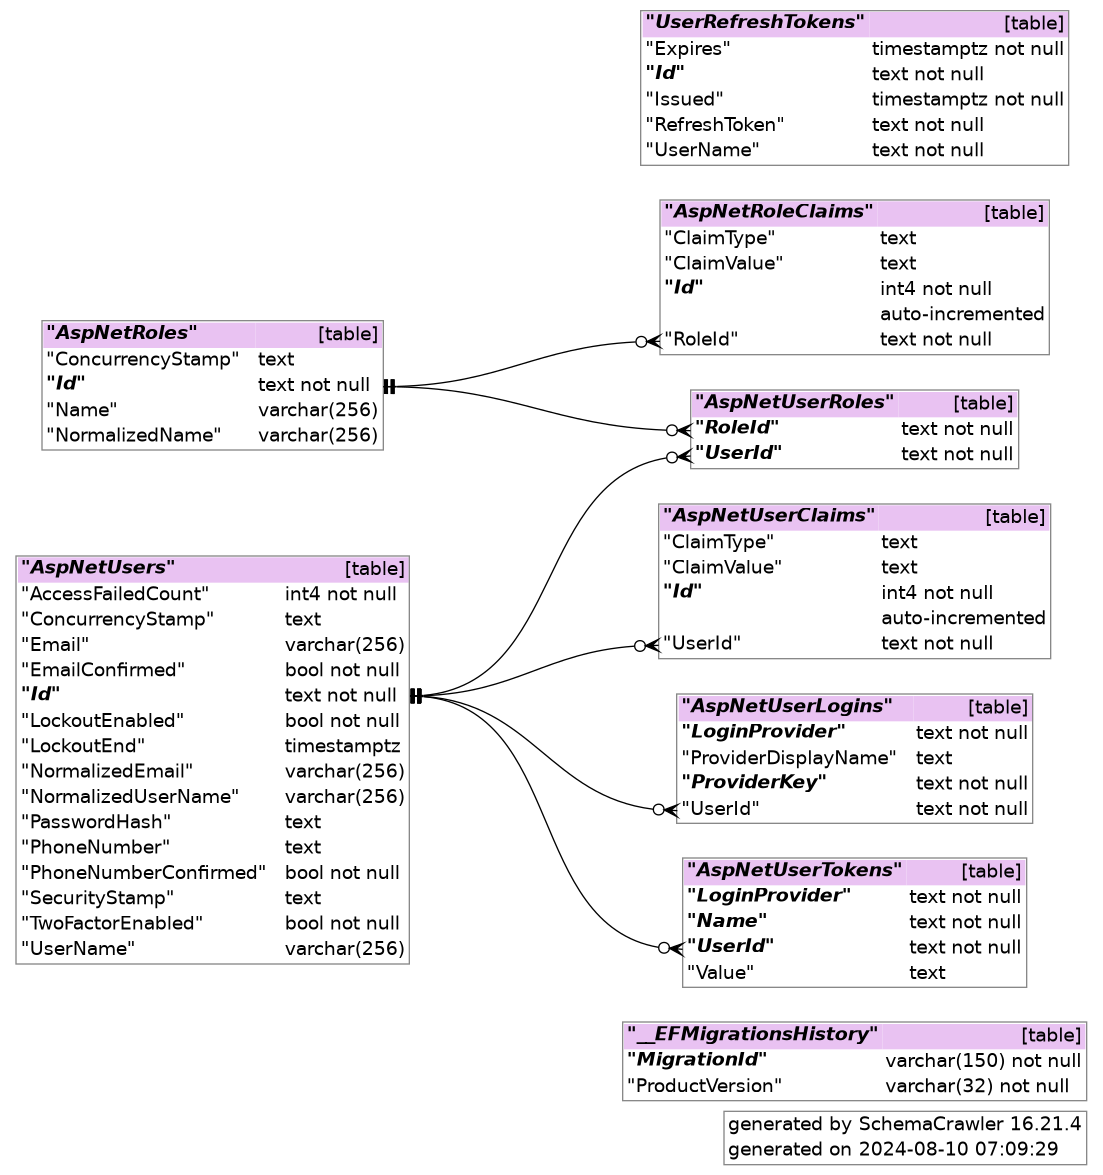 "UserRefreshTokens" [table]
"Expires" timestamptz not null
"Id" text not null
"Issued" timestamptz not null
"RefreshToken" text not null
"UserName" text not null
"AspNetRoleClaims" [table]
"ClaimType" text
"ClaimValue" text
"Id" int4 not null
auto-incremented
"RoleId" text not null
"AspNetRoles" [table]
"ConcurrencyStamp" text
"Id" text not null
"Name" varchar(256)
"NormalizedName" varchar(256)
"AspNetUserRoles" [table]
"RoleId" text not null
"UserId" text not null
"AspNetUserClaims" [table]
"ClaimType" text
"ClaimValue" text
"Id" int4 not null
auto-incremented
"UserId" text not null
"AspNetUsers" [table]
"AccessFailedCount" int4 not null
"ConcurrencyStamp" text
"Email" varchar(256)
"EmailConfirmed" bool not null
"Id" text not null
"LockoutEnabled" bool not null
"LockoutEnd" timestamptz
"NormalizedEmail" varchar(256)
"NormalizedUserName" varchar(256)
"PasswordHash" text
"PhoneNumber" text
"PhoneNumberConfirmed" bool not null
"SecurityStamp" text
"TwoFactorEnabled" bool not null
"UserName" varchar(256)
"AspNetUserLogins" [table]
"LoginProvider" text not null
"ProviderDisplayName" text
"ProviderKey" text not null
"UserId" text not null
"AspNetUserTokens" [table]
"LoginProvider" text not null
"Name" text not null
"UserId" text not null
"Value" text
"__EFMigrationsHistory" [table]
"MigrationId" varchar(150) not null
"ProductVersion" varchar(32) not null
generated by SchemaCrawler 16.21.4
generated on 2024-08-10 07:09:29